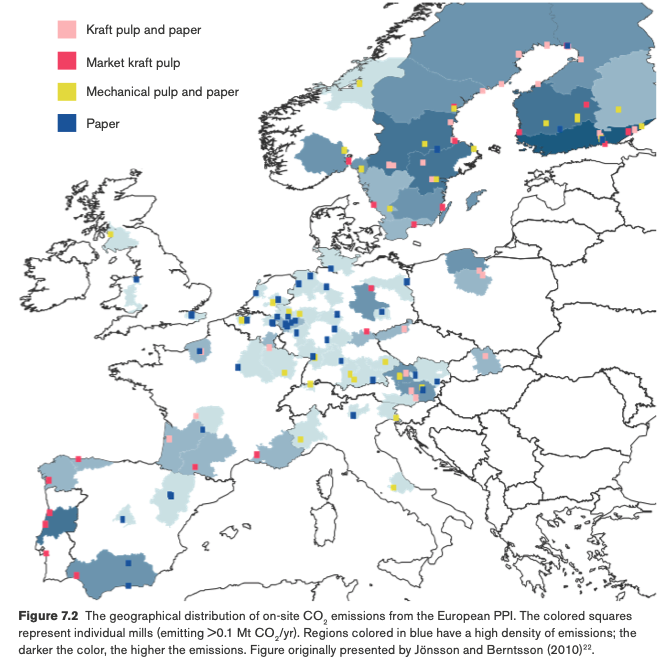 Kraft pulp and paper
Market kraft pulp
Mechanical pulp and paper
Paper
Figure 7.2 The geographical distribution of on-site CO₂ emissions from the European PPI. The colored squares
represent individual mills (emitting >0.1 Mt CO₂/yr). Regions colored in blue have a high density of emissions; the
darker the color, the higher the emissions. Figure originally presented by Jönsson and Berntsson (2010)²².